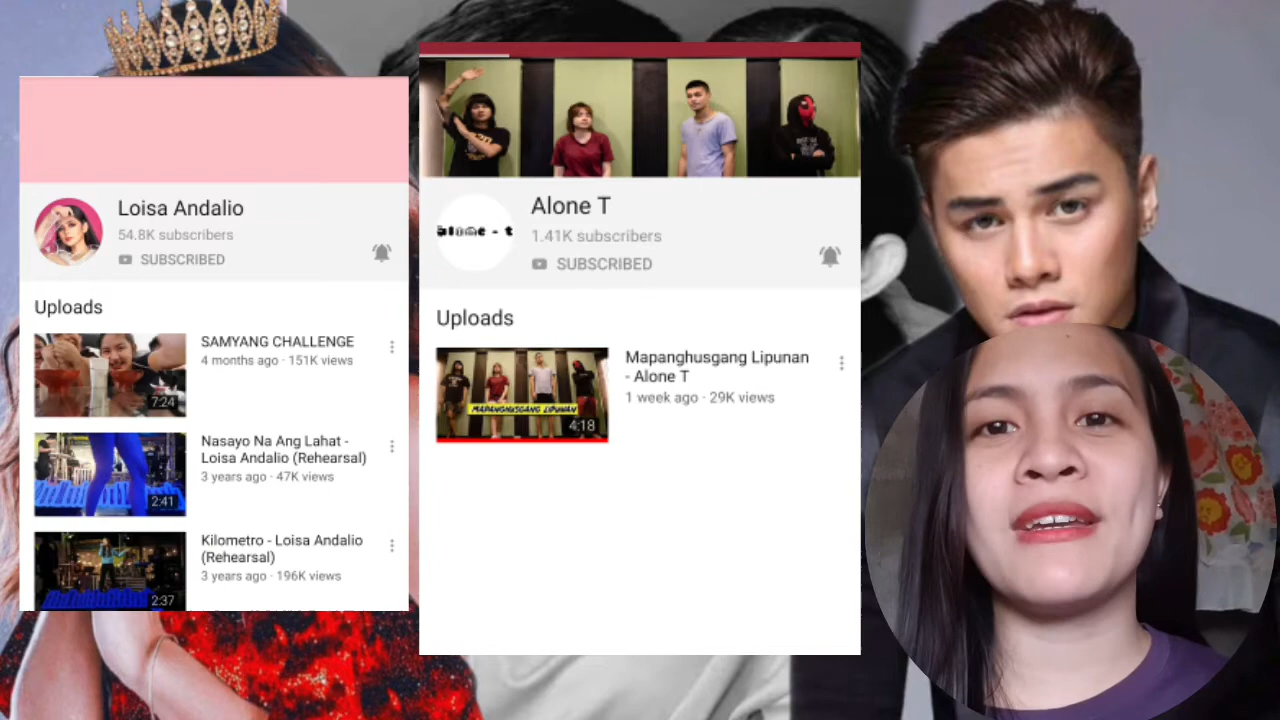 Loisa Andalio
54.8K subscribers
SUBSCRIBED
Uploads
SAMYANG CHALLENGE
4 months ago · 151K views
7:24
Nasayo Na Ang Lahat -
Loisa Andalio (Rehearsal)
3 years ago · 47K views
2:41
Kilometro - Loisa Andalio
(Rehearsal)
3 years ago · 196K views
2:37
alome - t
Alone T
1.41K subscribers
SUBSCRIBED
Uploads
MAPANGHUSGANG LIPUNAN
4:18
Mapanghusgang Lipunan
- Alone T
1 week ago · 29K views